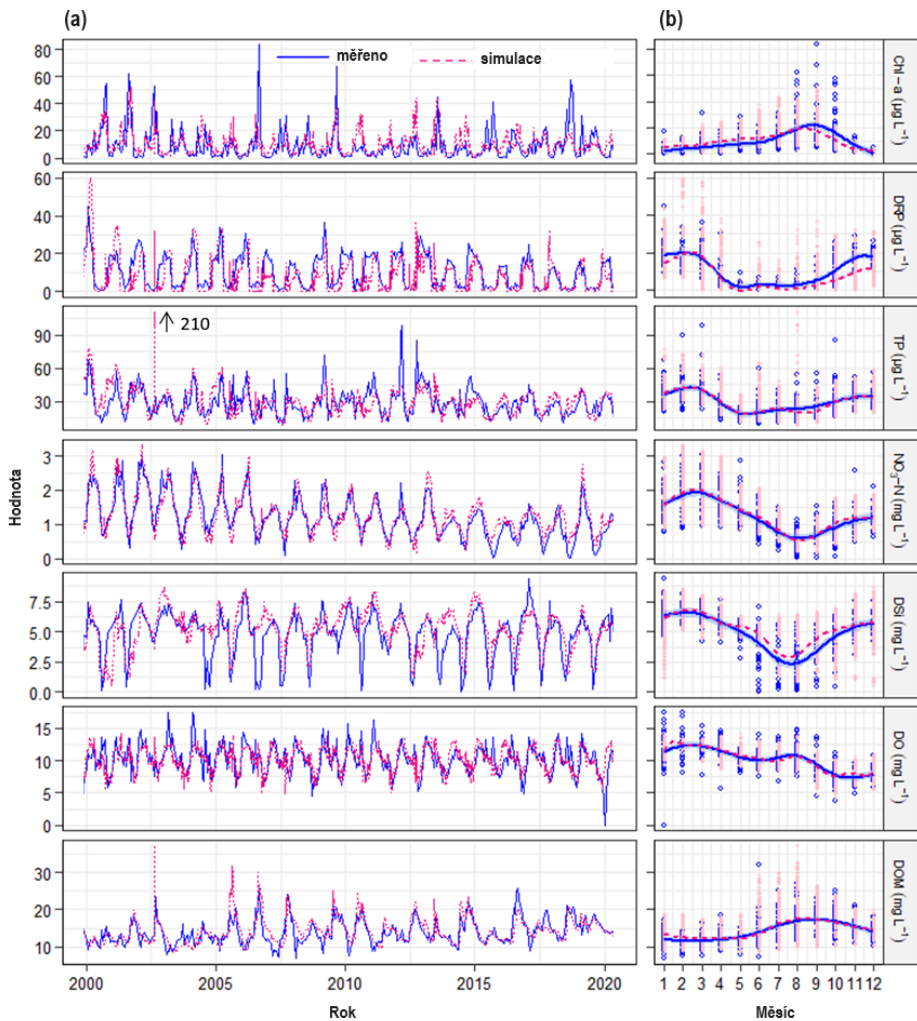 (a) (b)
měřeno simulace
80
60
40
20
0
Chl−a (µg L−1)
60
40
20
0
DRP (µg L−1)
210
90
60
30
TP (µg L−1)
3
2
1
0
NO3−N (mg L−1)
7.5
5.0
2.5
0.0
DSI (mg L−1)
15
10
5
0
DO (mg L−1)
30
20
10
DOM (mg L−1)
Hodnota
2000 2005 2010 2015 2020
1 2 3 4 5 6 7 8 9 10 11 12
Rok Měsíc